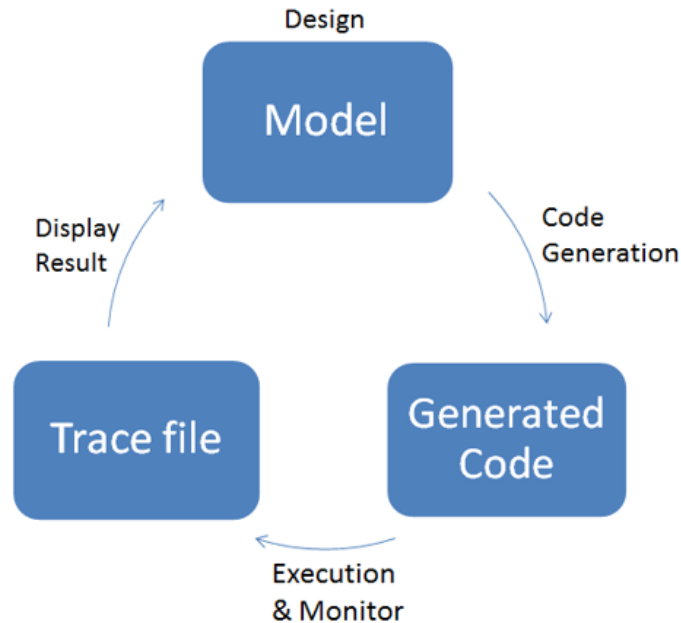 Design
Model
Code
Generation
Generated
Code
Execution
& Monitor
Trace file
Display
Result